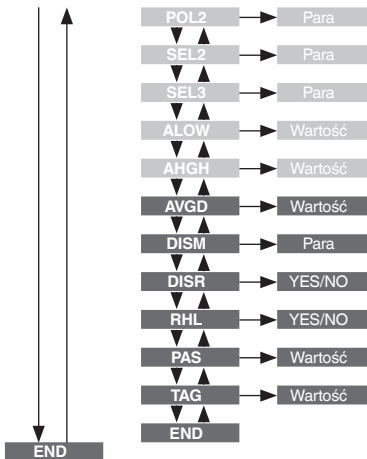 POL2 Para
SEL2 Para
SEL3 Para
ALOW Wartość
AHGH Wartość
AVGD Wartość
DISM Para
DISR YES/NO
RHL YES/NO
PAS Wartość
TAG Wartość
END
END